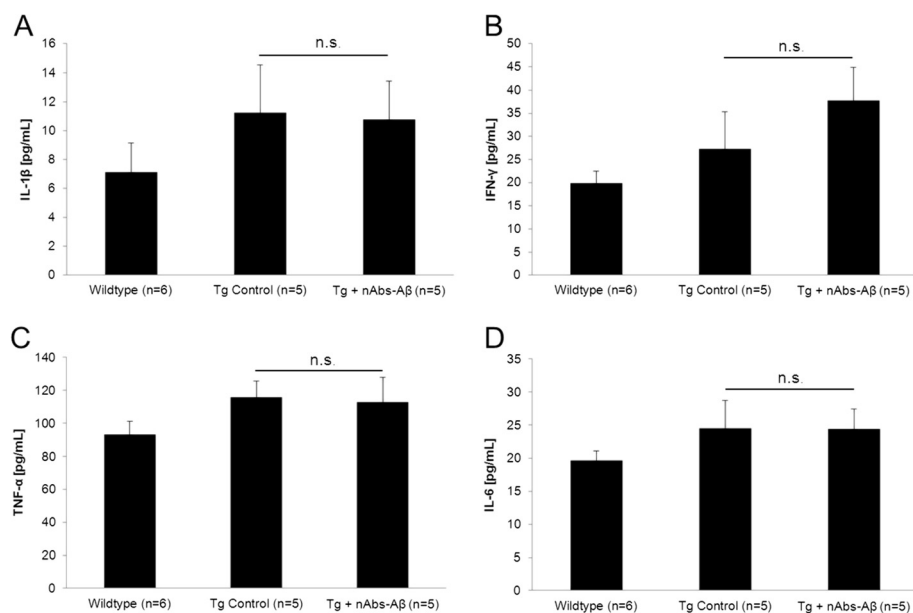 A
16
14
12
10
8
6
4
2
0
IL-1β [pg/mL]
n.s.
Wildtype (n=6) Tg Control (n=5) Tg + nAbs-Aβ (n=5)
B
50
45
40
35
30
25
20
15
10
5
0
IFN-γ [pg/mL]
n.s.
Wildtype (n=6) Tg Control (n=5) Tg + nAbs-Aβ (n=5)
C
140
120
100
80
60
40
20
0
TNF-α [pg/mL]
n.s.
Wildtype (n=6) Tg Control (n=5) Tg + nAbs-Aβ (n=5)
D
35
30
25
20
15
10
5
0
IL-6 [pg/mL]
n.s.
Wildtype (n=6) Tg Control (n=5) Tg + nAbs-Aβ (n=5)